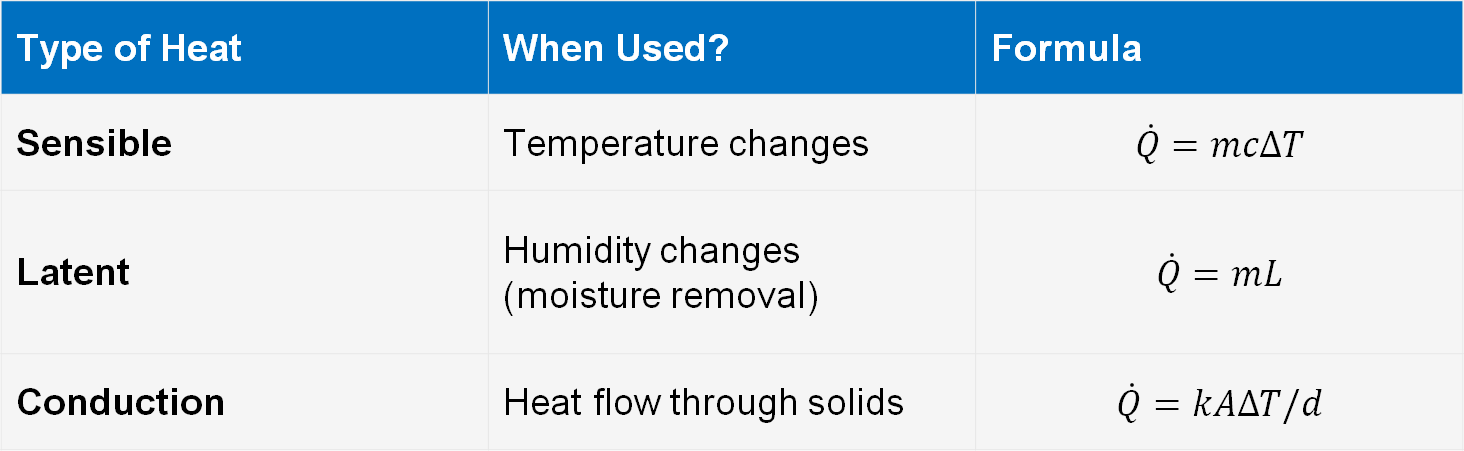 Type of Heat
When Used?
Formula
Sensible
Temperature changes
Q̇ = mcΔT
Latent
Humidity changes
(moisture removal)
Q̇ = mL
Conduction
Heat flow through solids
Q̇ = kAΔT/d